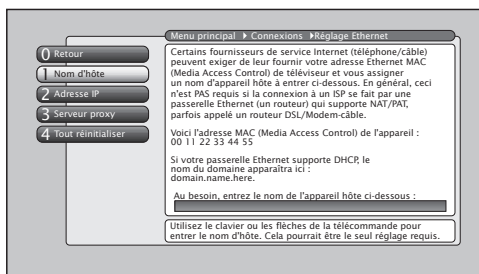 Menu principal Connexions Réglage Ethernet
0 Retour
1 Nom d'hôte
2 Adresse IP
3 Serveur proxy
4 Tout réinitialiser
Certains fournisseurs de service Internet (téléphone/câble)
peuvent exiger de leur fournir votre adresse Ethernet MAC
(Media Access Control) de téléviseur et vous assigner
un nom d'appareil hôte à entrer ci-dessous. En général, ceci
n'est PAS requis si la connexion à un ISP se fait par une
passerelle Ethernet (un routeur) qui supporte NAT/PAT,
parfois appelé un routeur DSL/Modem-câble.
Voici l'adresse MAC (Media Access Control) de l'appareil :
00 11 22 33 44 55
Si votre passerelle Ethernet supporte DHCP, le
nom du domaine apparaîtra ici :
domain.name.here.
Au besoin, entrez le nom de l'appareil hôte ci-dessous :
Utilisez le clavier ou les flèches de la télécommande pour
entrer le nom d'hôte. Cela pourrait être le seul réglage requis.